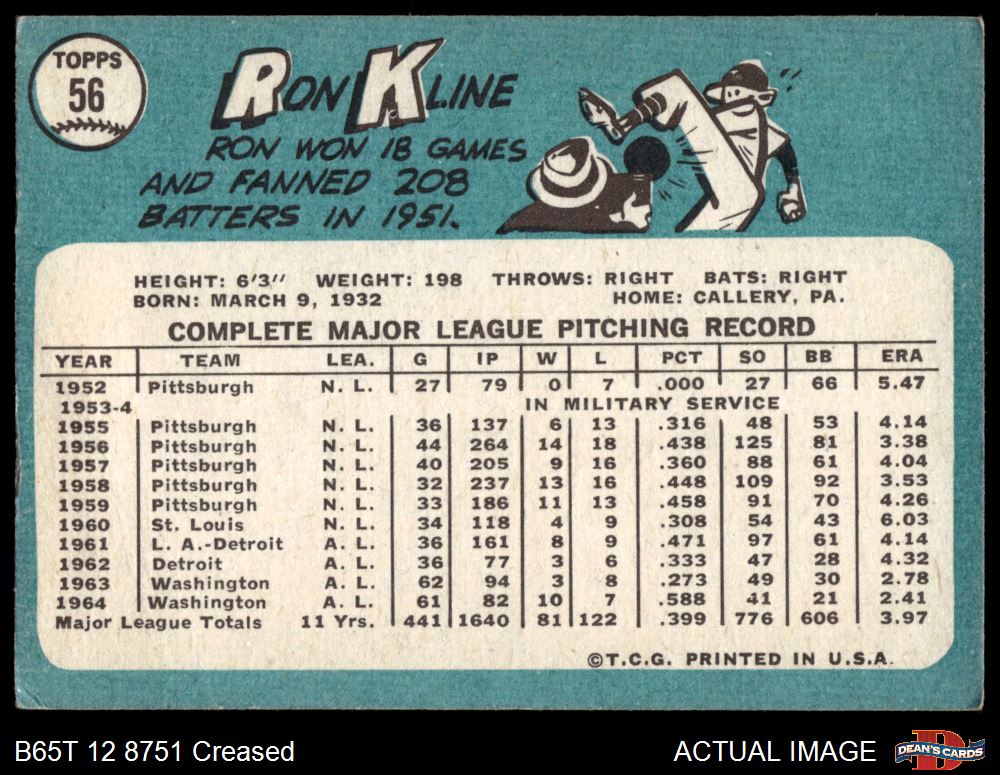 TOPPS
56
RON KLINE
RON WON 18 GAMES
AND FANNED 208
BATTERS IN 1951.
HEIGHT: 6'3" WEIGHT: 198 THROWS: RIGHT BATS: RIGHT
BORN: MARCH 9, 1932 HOME: CALLERY, PA.
COMPLETE MAJOR LEAGUE PITCHING RECORD
YEAR TEAM LEA. G IP W L PCT SO BB ERA
1952 Pittsburgh N. L. 27 79 0 7 .000 27 66 5.47
1953-4 IN MILITARY SERVICE
1955 Pittsburgh N. L. 36 137 6 13 .316 48 53 4.14
1956 Pittsburgh N. L. 44 264 14 18 .438 125 81 3.38
1957 Pittsburgh N. L. 40 205 9 16 .360 88 61 4.04
1958 Pittsburgh N. L. 32 237 13 16 .448 109 92 3.53
1959 Pittsburgh N. L. 33 186 11 13 .458 91 70 4.26
1960 St. Louis N. L. 34 118 4 9 .308 54 43 6.03
1961 L. A.-Detroit A. L. 36 161 8 9 .471 97 61 4.14
1962 Detroit A. L. 36 77 3 6 .333 47 28 4.32
1963 Washington A. L. 62 94 3 8 .273 49 30 2.78
1964 Washington A. L. 61 82 10 7 .588 41 21 2.41
Major League Totals 11 Yrs. 441 1640 81 122 .399 776 606 3.97
©T.C.G. PRINTED IN U.S.A.
B65T 12 8751 Creased ACTUAL IMAGE DEAN'S CARDS